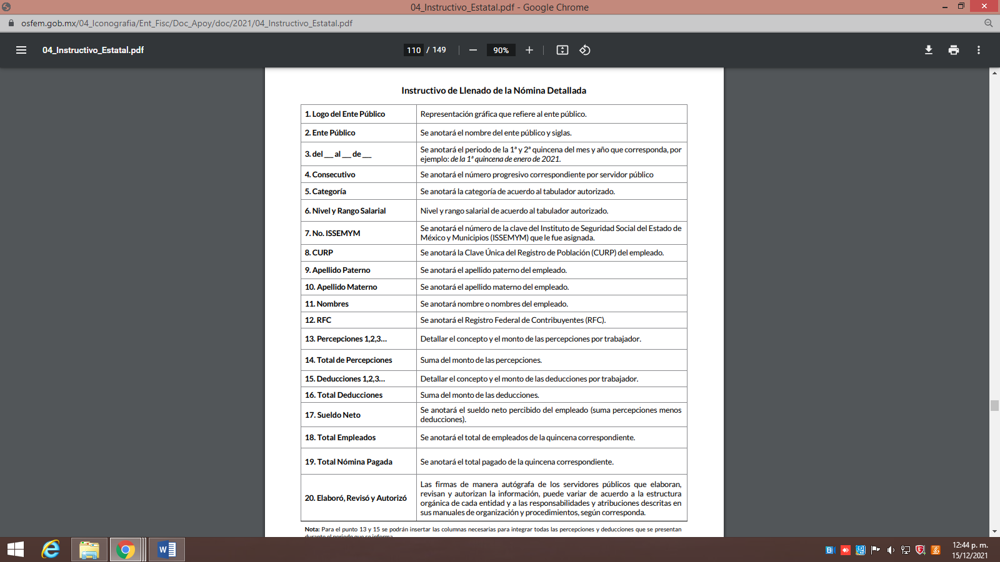 04_Instructivo_Estatal.pdf - Google Chrome
osfem.gob.mx/04_Iconografia/Ent_Fisc/Doc_Apoy/doc/2021/04_Instructivo_Estatal.pdf
04_Instructivo_Estatal.pdf
110 / 149
90%
Instructivo de Llenado de la Nómina Detallada
1. Logo del Ente Público
Representación gráfica que refiere al ente público.
2. Ente Público
Se anotará el nombre del ente público y siglas.
3. del ___ al ___ de ___
Se anotará el periodo de la 1ª y 2ª quincena del mes y año que corresponda, por
ejemplo: de la 1ª quincena de enero de 2021.
4. Consecutivo
Se anotará el número progresivo correspondiente por servidor público
5. Categoría
Se anotará la categoría de acuerdo al tabulador autorizado.
6. Nivel y Rango Salarial
Nivel y rango salarial de acuerdo al tabulador autorizado.
7. No. ISSEMYM
Se anotará el número de la clave del Instituto de Seguridad Social del Estado de
México y Municipios (ISSEMYM) que le fue asignada.
8. CURP
Se anotará la Clave Única del Registro de Población (CURP) del empleado.
9. Apellido Paterno
Se anotará el apellido paterno del empleado.
10. Apellido Materno
Se anotará el apellido materno del empleado.
11. Nombres
Se anotará nombre o nombres del empleado.
12. RFC
Se anotará el Registro Federal de Contribuyentes (RFC).
13. Percepciones 1,2,3...
Detallar el concepto y el monto de las percepciones por trabajador.
14. Total de Percepciones
Suma del monto de las percepciones.
15. Deducciones 1,2,3...
Detallar el concepto y el monto de las deducciones por trabajador.
16. Total Deducciones
Suma del monto de las deducciones.
17. Sueldo Neto
Se anotará el sueldo neto percibido del empleado (suma percepciones menos
deducciones).
18. Total Empleados
Se anotará el total de empleados de la quincena correspondiente.
19. Total Nómina Pagada
Se anotará el total pagado de la quincena correspondiente.
20. Elaboró, Revisó y Autorizó
Las firmas de manera autógrafa de los servidores públicos que elaboran,
revisan y autorizan la información, puede variar de acuerdo a la estructura
orgánica de cada entidad y a las responsabilidades y atribuciones descritas en
sus manuales de organización y procedimientos, según corresponda.
Nota: Para el punto 13 y 15 se podrán insertar las columnas necesarias para integrar todas las percepciones y deducciones que se presentan
durante el periodo que se informa.
12:44 p. m.
15/12/2021